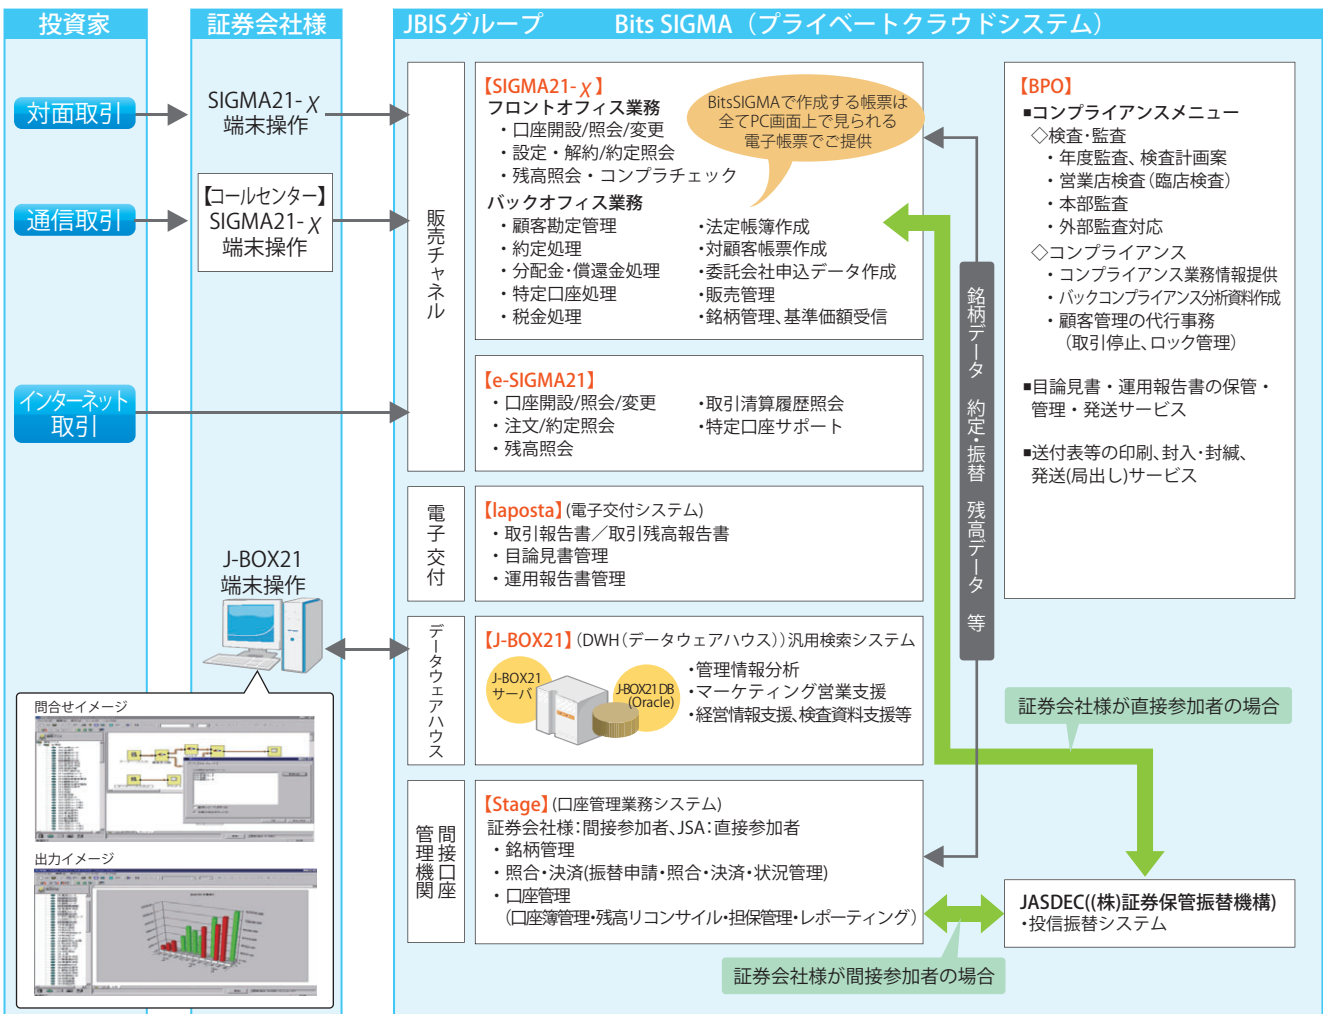 投資家
証券会社様
JBISグループ Bits SIGMA（プライベートクラウドシステム）
対面取引
SIGMA21-χ
端末操作
通信取引
【コールセンター】
SIGMA21-χ
端末操作
インターネット
取引
J-BOX21
端末操作
問合せイメージ
出力イメージ
販売チャネル
【SIGMA21-χ】
フロントオフィス業務
・口座開設/照会/変更
・設定・解約/約定照会
・残高照会・コンプラチェック
BitsSIGMAで作成する帳票は
全てPC画面上で見られる
電子帳票でご提供
バックオフィス業務
・顧客勘定管理
・約定処理
・分配金・償還金処理
・特定口座処理
・税金処理
・法定帳簿作成
・対顧客帳票作成
・委託会社申込データ作成
・販売管理
・銘柄管理、基準価額受信
【e-SIGMA21】
・口座開設/照会/変更
・注文/約定照会
・残高照会
・取引清算履歴照会
・特定口座サポート
電子交付
【laposta】(電子交付システム)
・取引報告書／取引残高報告書
・目論見書管理
・運用報告書管理
データウェアハウス
【J-BOX21】(DWH(データウェアハウス))汎用検索システム
J-BOX21
サーバ
J-BOX21 DB
(Oracle)
・管理情報分析
・マーケティング営業支援
・経営情報支援、検査資料支援等
間接口座
管理機関
【Stage】(口座管理業務システム)
証券会社様：間接参加者、JSA：直接参加者
・銘柄管理
・照合・決済(振替申請・照合・決済・状況管理)
・口座管理
(口座簿管理・残高リコンサイル・担保管理・レポーティング)
銘柄データ 約定・振替 残高データ 等
【BPO】
■コンプライアンスメニュー
◇検査・監査
・年度監査、検査計画案
・営業店検査(臨店検査)
・本部監査
・外部監査対応
◇コンプライアンス
・コンプライアンス業務情報提供
・バックコンプライアンス分析資料作成
・顧客管理の代行事務
(取引停止、ロック管理)
■目論見書・運用報告書の保管・
管理・発送サービス
■送付表等の印刷、封入・封緘、
発送(局出し)サービス
証券会社様が直接参加者の場合
JASDEC((株)証券保管振替機構)
・投信振替システム
証券会社様が間接参加者の場合